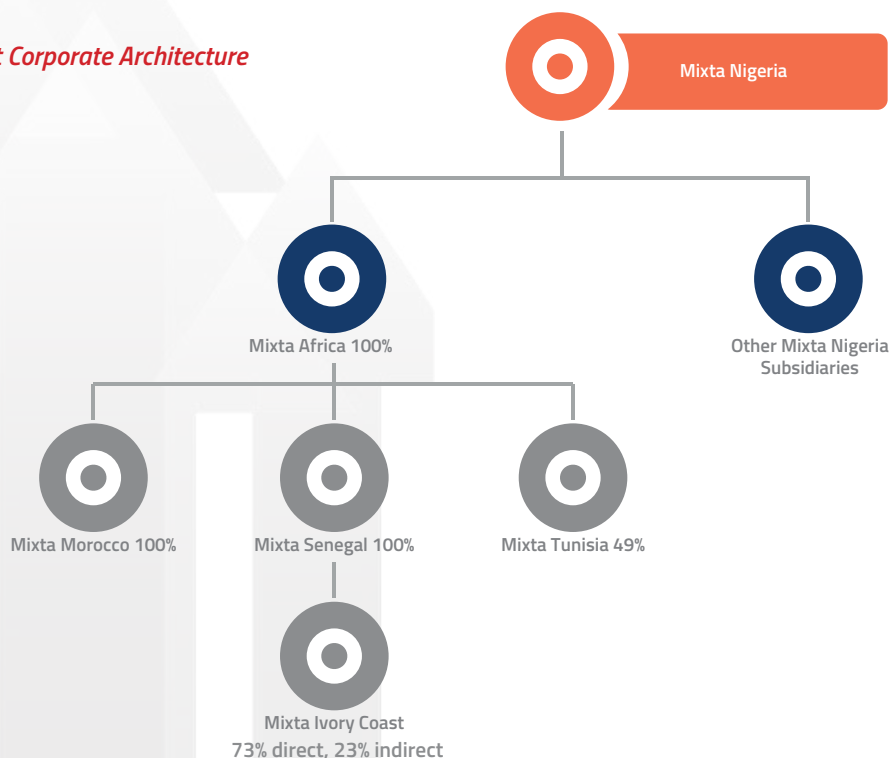 Corporate Architecture
Mixta Nigeria
Mixta Africa 100%
Other Mixta Nigeria
Subsidiaries
Mixta Morocco 100%
Mixta Senegal 100%
Mixta Tunisia 49%
Mixta Ivory Coast
73% direct, 23% indirect